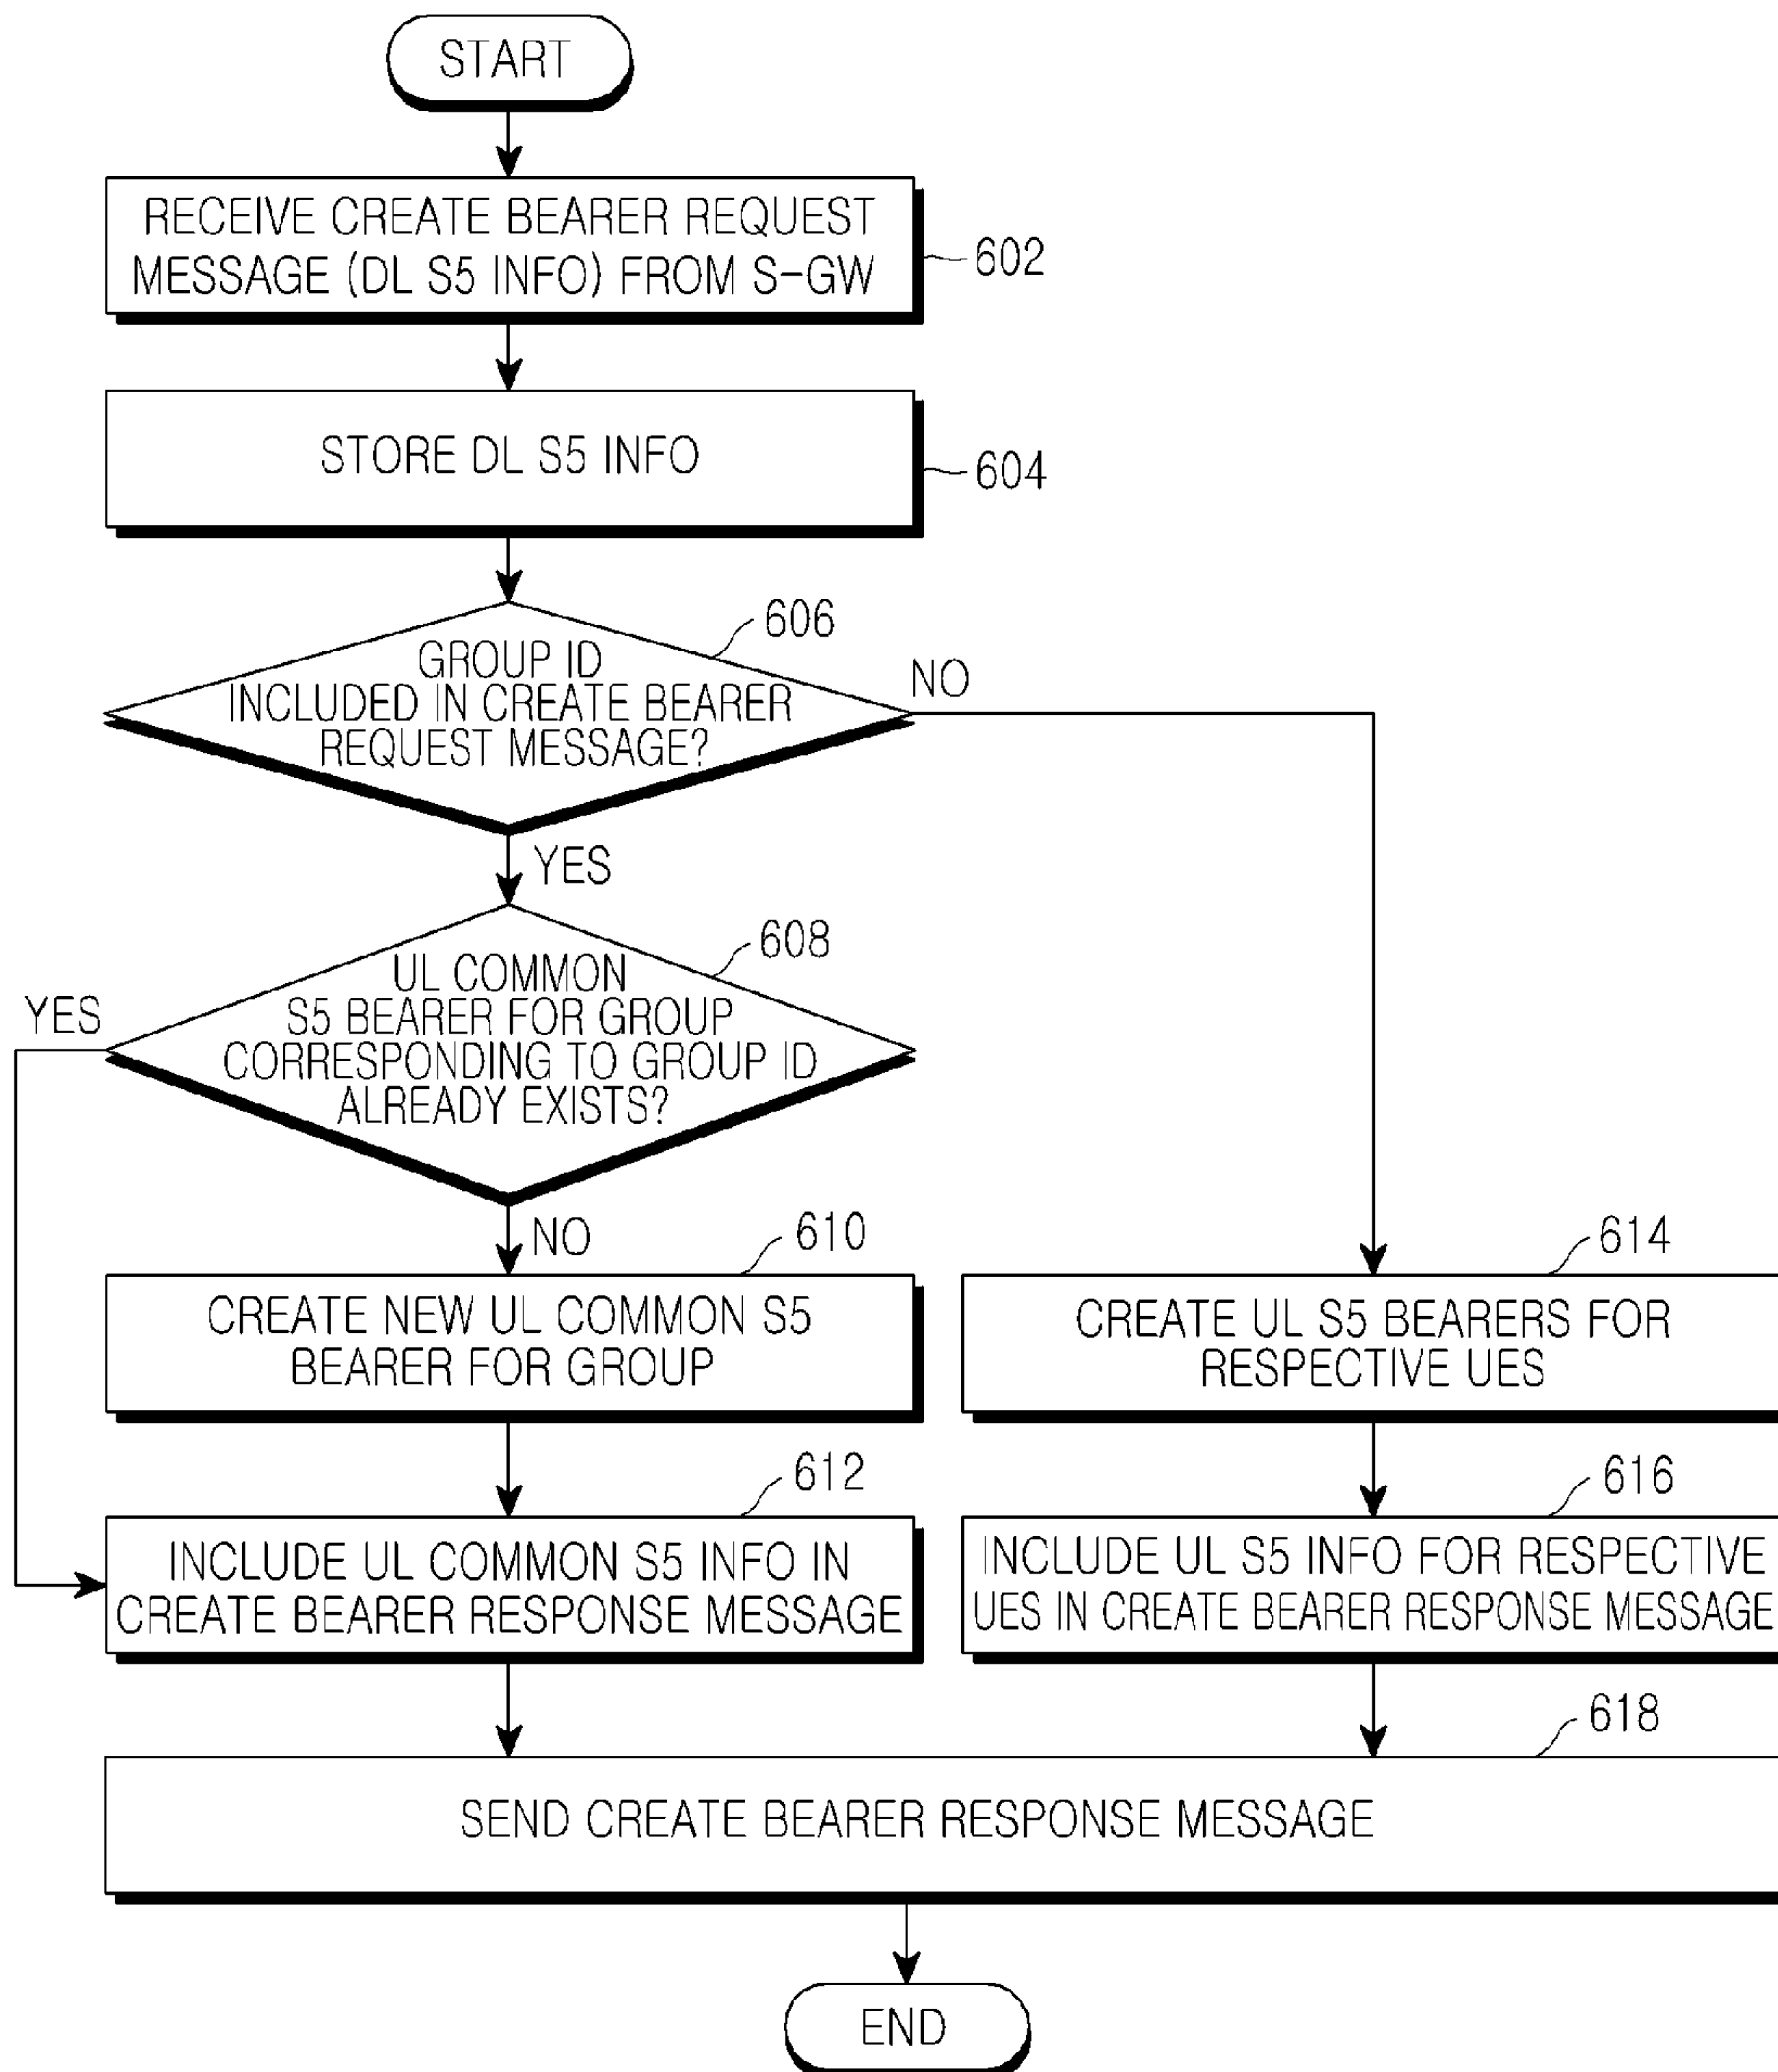 START
RECEIVE CREATE BEARER REQUEST
MESSAGE (DL S5 INFO) FROM S-GW
602
STORE DL S5 INFO
604
606
GROUP ID
INCLUDED IN CREATE BEARER
REQUEST MESSAGE?
NO
YES
608
UL COMMON
S5 BEARER FOR GROUP
CORRESPONDING TO GROUP ID
ALREADY EXISTS?
YES
NO
610
CREATE NEW UL COMMON S5
BEARER FOR GROUP
614
CREATE UL S5 BEARERS FOR
RESPECTIVE UES
612
INCLUDE UL COMMON S5 INFO IN
CREATE BEARER RESPONSE MESSAGE
616
INCLUDE UL S5 INFO FOR RESPECTIVE
UES IN CREATE BEARER RESPONSE MESSAGE
618
SEND CREATE BEARER RESPONSE MESSAGE
END